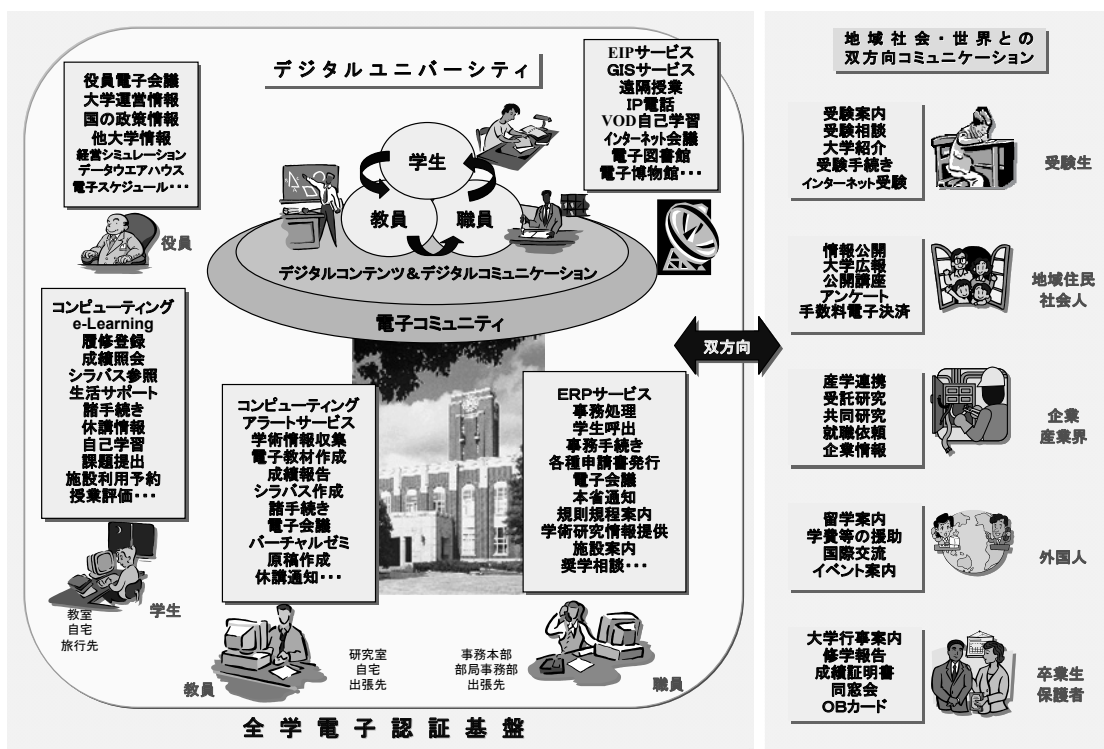 デジタルユニバーシティ
役員電子会議
大学運営情報
国の政策情報
他大学情報
経営シミュレーション
データウエアハウス
電子スケジュール・・・
役員
EIPサービス
GISサービス
遠隔授業
IP電話
VOD自己学習
インターネット会議
電子図書館
電子博物館・・・
学生
教員
職員
デジタルコンテンツ＆デジタルコミュニケーション
電子コミュニティ
コンピューティング
e-Learning
履修登録
成績照会
シラバス参照
生活サポート
諸手続き
休講情報
自己学習
課題提出
施設利用予約
授業評価・・・
学生
教室
自宅
旅行先
コンピューティング
アラートサービス
学術情報収集
電子教材作成
成績報告
シラバス作成
諸手続き
電子会議
バーチャルゼミ
原稿作成
休講通知・・・
教員
研究室
自宅
出張先
ERPサービス
事務処理
学生呼出
事務手続き
各種申請書発行
電子会議
本省通知
規則規程案内
学術研究情報提供
施設案内
奨学相談・・・
事務本部
部局事務部
出張先
職員
全学電子認証基盤
双方向
地域社会・世界との
双方向コミュニケーション
受験案内
受験相談
大学紹介
受験手続き
インターネット受験
受験生
情報公開
大学広報
公開講座
アンケート
手数料電子決済
地域住民
社会人
産学連携
受託研究
共同研究
就職依頼
企業情報
企業
産業界
留学案内
学費等の援助
国際交流
イベント案内
外国人
大学行事案内
修学報告
成績証明書
同窓会
OBカード
卒業生
保護者